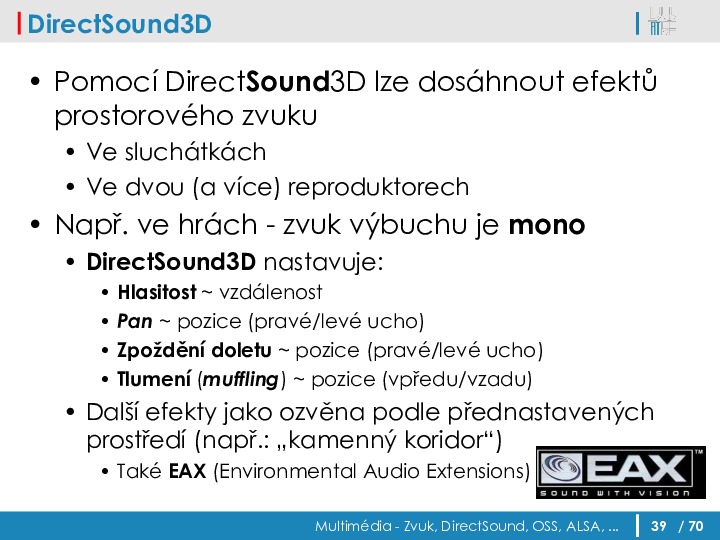 DirectSound3D
• Pomocí DirectSound3D lze dosáhnout efektů
prostorového zvuku
• Ve sluchátkách
• Ve dvou (a více) reproduktorech
• Např. ve hrách - zvuk výbuchu je mono
• DirectSound3D nastavuje:
• Hlasitost ~ vzdálenost
• Pan ~ pozice (pravé/levé ucho)
• Zpoždění doletu ~ pozice (pravé/levé ucho)
• Tlumení (muffling) ~ pozice (vpředu/vzadu)
• Další efekty jako ozvěna podle přednastavených
prostředí (např.: „kamenný koridor“)
• Také EAX (Environmental Audio Extensions)
EAX™
SOUND WITH VISION
Multimédia - Zvuk, DirectSound, OSS, ALSA, ... 39 / 70